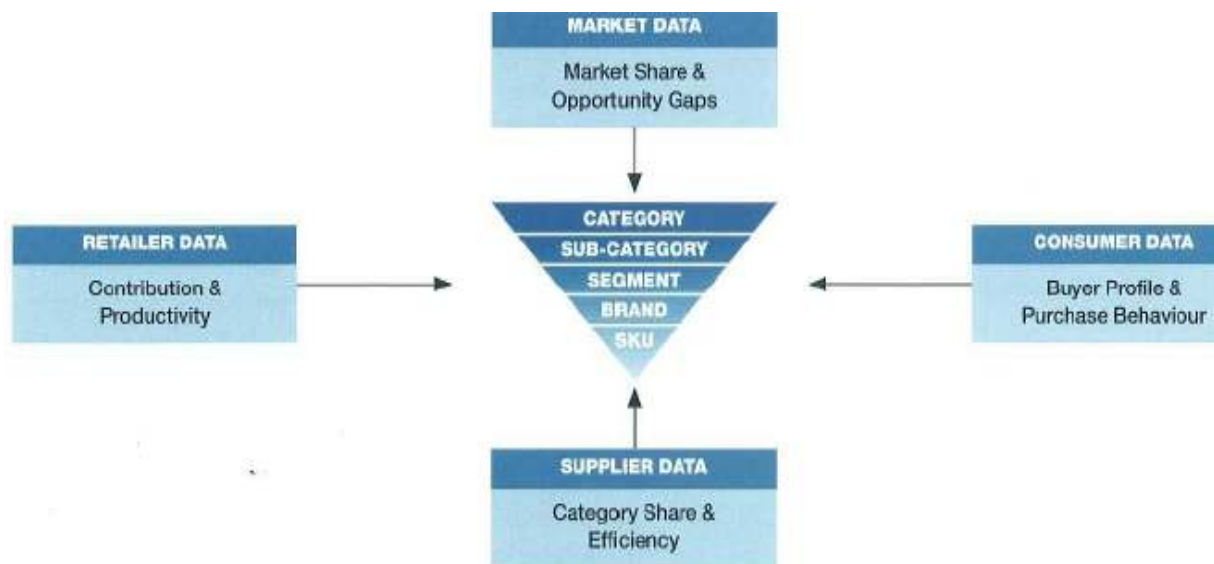 MARKET DATA
Market Share &
Opportunity Gaps
RETAILER DATA
Contribution &
Productivity
CATEGORY
SUB-CATEGORY
SEGMENT
BRAND
SKU
CONSUMER DATA
Buyer Profile &
Purchase Behaviour
SUPPLIER DATA
Category Share &
Efficiency